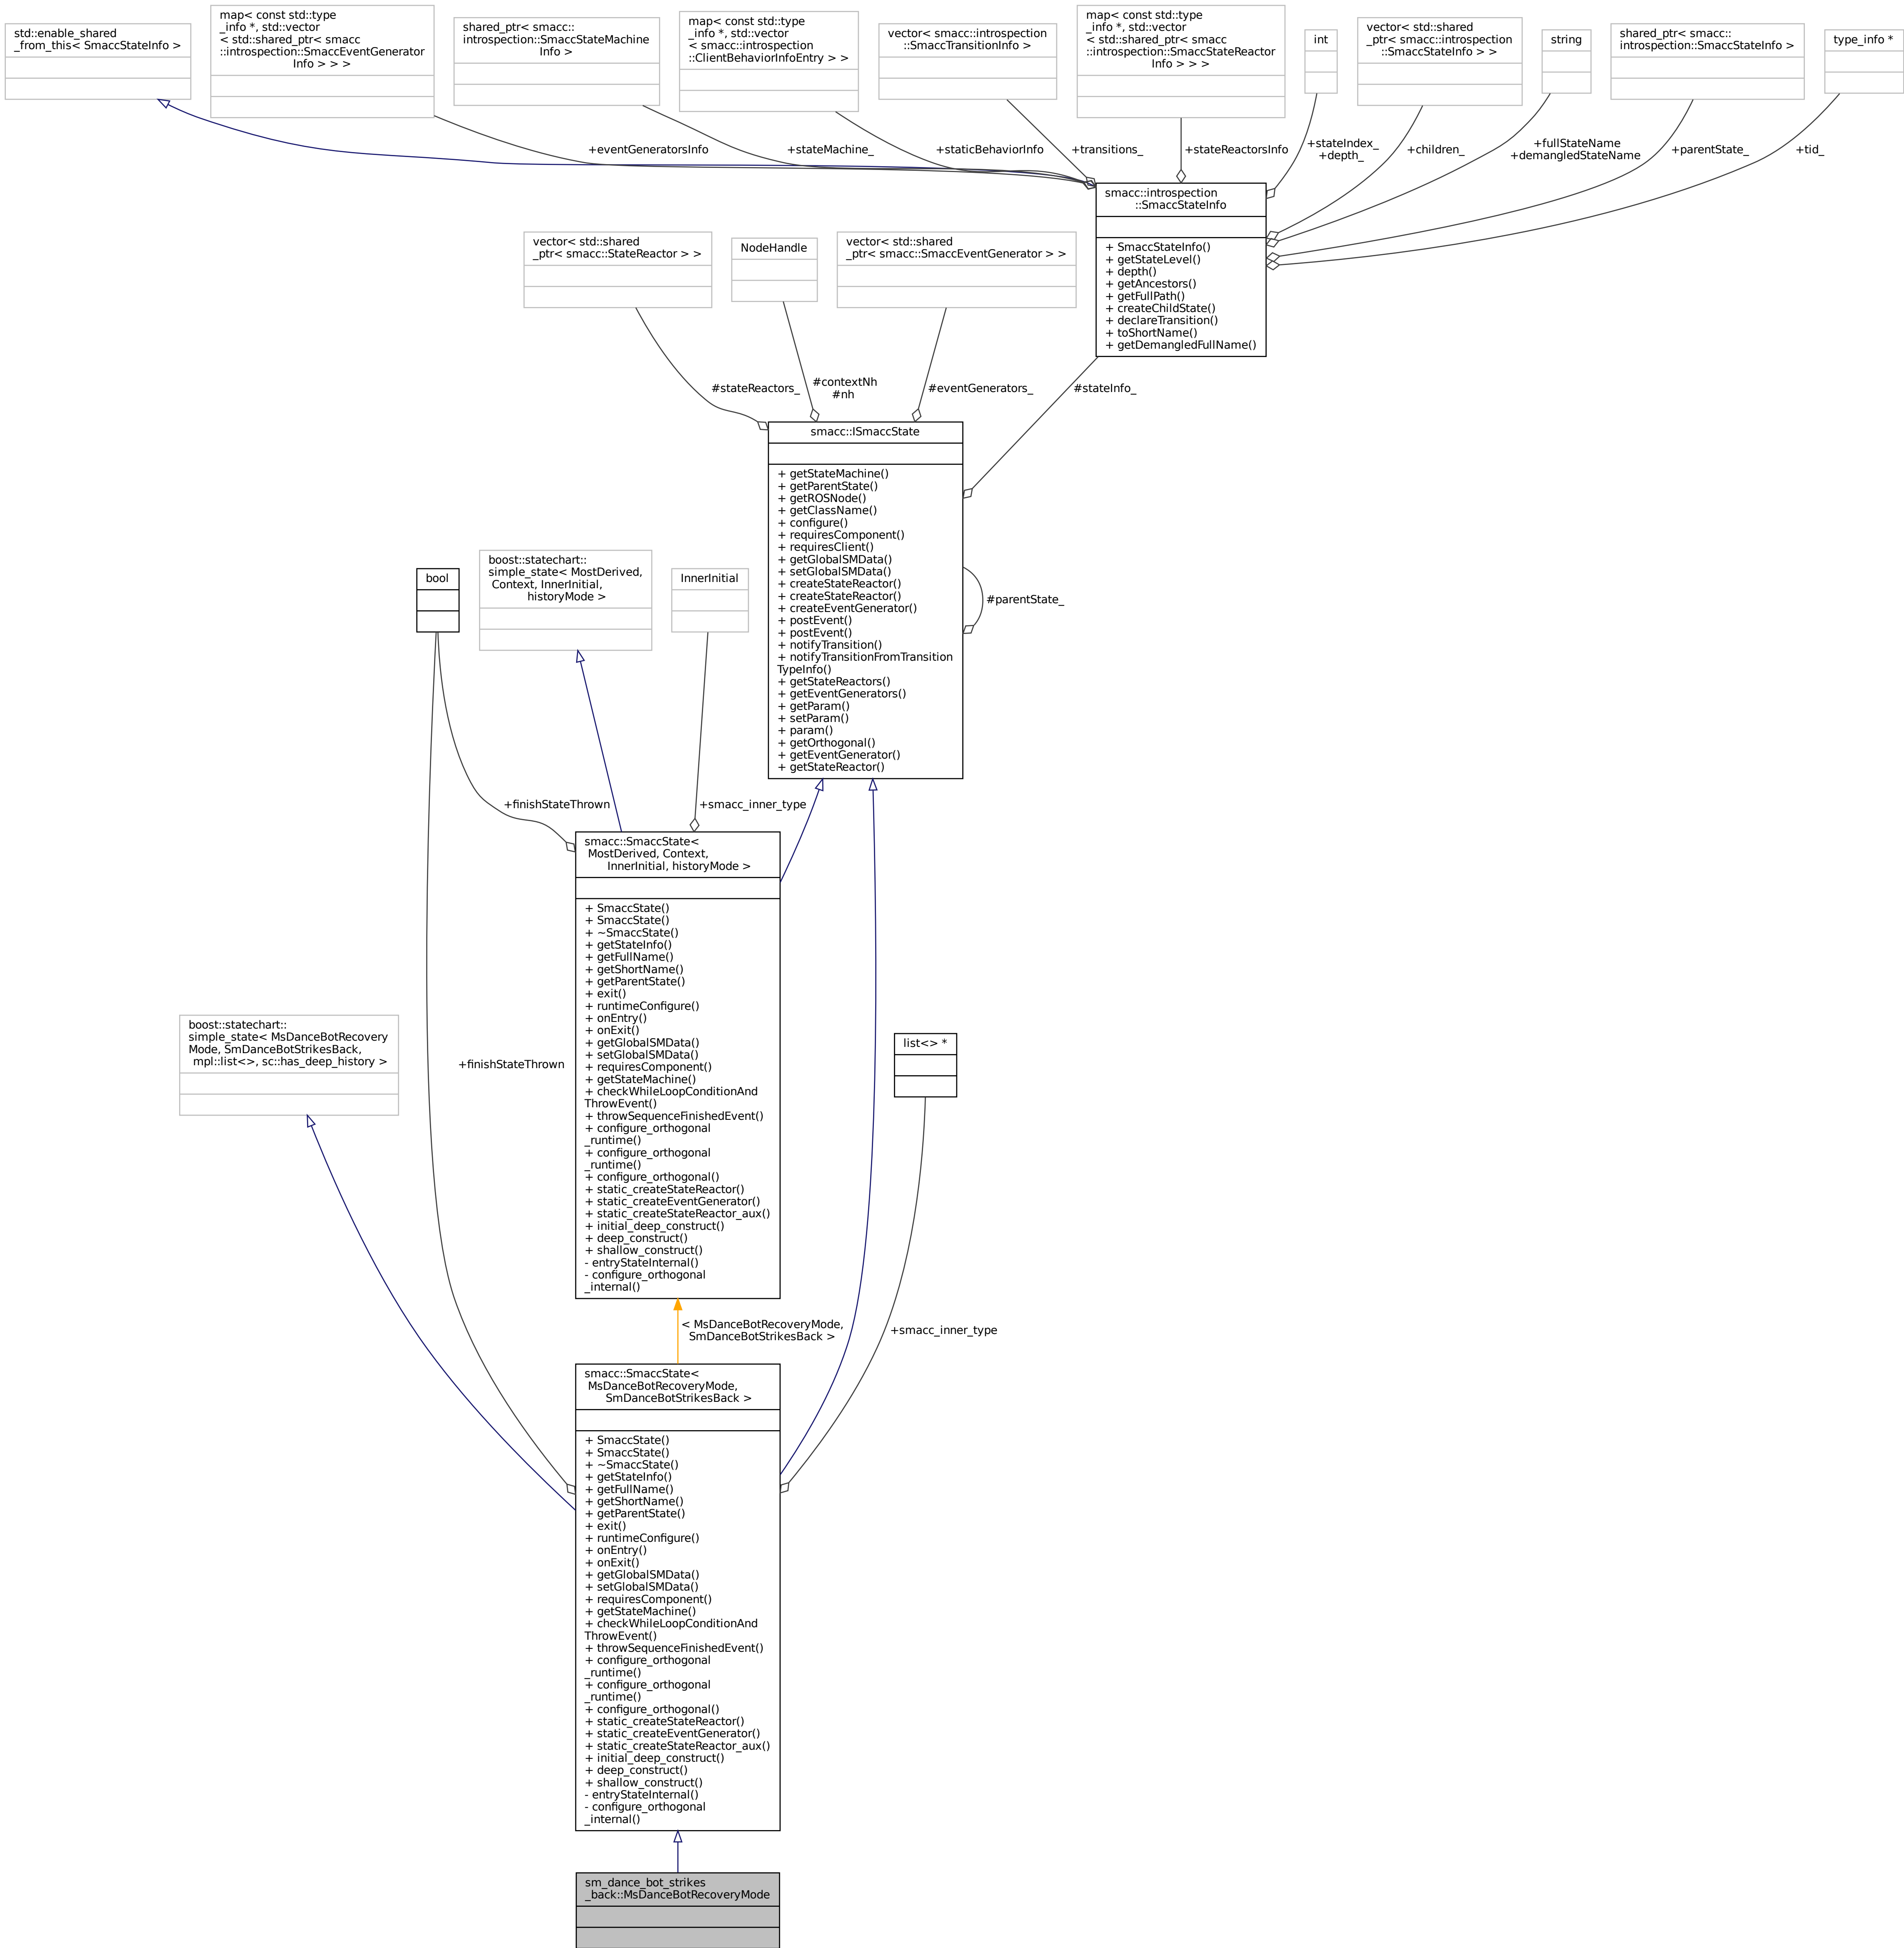 std::enable_shared
_from_this< SmaccStateInfo >
map< const std::type
_info *, std::vector
< std::shared_ptr< smacc
::introspection::SmaccEventGenerator
Info > > >
shared_ptr< smacc::
introspection::SmaccStateMachine
Info >
map< const std::type
_info *, std::vector
< smacc::introspection
::ClientBehaviorInfoEntry > >
vector< smacc::introspection
::SmaccTransitionInfo >
map< const std::type
_info *, std::vector
< std::shared_ptr< smacc
::introspection::SmaccStateReactor
Info > > >
int
vector< std::shared
_ptr< smacc::introspection
::SmaccStateInfo > >
string
shared_ptr< smacc::
introspection::SmaccStateInfo >
type_info *
+eventGeneratorsInfo
+stateMachine_
+staticBehaviorInfo
+transitions_
+stateReactorsInfo
+stateIndex_
+depth_
+children_
+fullStateName
+demangledStateName
+parentState_
+tid_
smacc::introspection
::SmaccStateInfo
+ SmaccStateInfo()
+ getStateLevel()
+ depth()
+ getAncestors()
+ getFullPath()
+ createChildState()
+ declareTransition()
+ toShortName()
+ getDemangledFullName()
vector< std::shared
_ptr< smacc::StateReactor > >
NodeHandle
vector< std::shared
_ptr< smacc::SmaccEventGenerator > >
#stateReactors_
#contextNh
#nh
#eventGenerators_
#stateInfo_
smacc::ISmaccState
+ getStateMachine()
+ getParentState()
+ getROSNode()
+ getClassName()
+ configure()
+ requiresComponent()
+ requiresClient()
+ getGlobalSMData()
+ setGlobalSMData()
+ createStateReactor()
+ createStateReactor()
+ createEventGenerator()
+ postEvent()
+ postEvent()
+ notifyTransition()
+ notifyTransitionFromTransition
TypeInfo()
+ getStateReactors()
+ getEventGenerators()
+ getParam()
+ setParam()
+ param()
+ getOrthogonal()
+ getEventGenerator()
+ getStateReactor()
#parentState_
bool
boost::statechart::
simple_state< MostDerived,
Context, InnerInitial,
historyMode >
InnerInitial
+finishStateThrown
+smacc_inner_type
smacc::SmaccState<
MostDerived, Context,
InnerInitial, historyMode >
+ SmaccState()
+ SmaccState()
+ ~SmaccState()
+ getStateInfo()
+ getFullName()
+ getShortName()
+ getParentState()
+ exit()
+ runtimeConfigure()
+ onEntry()
+ onExit()
+ getGlobalSMData()
+ setGlobalSMData()
+ requiresComponent()
+ getStateMachine()
+ checkWhileLoopConditionAnd
ThrowEvent()
+ throwSequenceFinishedEvent()
+ configure_orthogonal
_runtime()
+ configure_orthogonal
_runtime()
+ configure_orthogonal()
+ static_createStateReactor()
+ static_createEventGenerator()
+ static_createStateReactor_aux()
+ initial_deep_construct()
+ deep_construct()
+ shallow_construct()
- entryStateInternal()
- configure_orthogonal
_internal()
boost::statechart::
simple_state< MsDanceBotRecovery
Mode, SmDanceBotStrikesBack,
mpl::list<>, sc::has_deep_history >
+finishStateThrown
list<> *
< MsDanceBotRecoveryMode,
SmDanceBotStrikesBack >
+smacc_inner_type
smacc::SmaccState<
MsDanceBotRecoveryMode,
SmDanceBotStrikesBack >
+ SmaccState()
+ SmaccState()
+ ~SmaccState()
+ getStateInfo()
+ getFullName()
+ getShortName()
+ getParentState()
+ exit()
+ runtimeConfigure()
+ onEntry()
+ onExit()
+ getGlobalSMData()
+ setGlobalSMData()
+ requiresComponent()
+ getStateMachine()
+ checkWhileLoopConditionAnd
ThrowEvent()
+ throwSequenceFinishedEvent()
+ configure_orthogonal
_runtime()
+ configure_orthogonal
_runtime()
+ configure_orthogonal()
+ static_createStateReactor()
+ static_createEventGenerator()
+ static_createStateReactor_aux()
+ initial_deep_construct()
+ deep_construct()
+ shallow_construct()
- entryStateInternal()
- configure_orthogonal
_internal()
sm_dance_bot_strikes
_back::MsDanceBotRecoveryMode